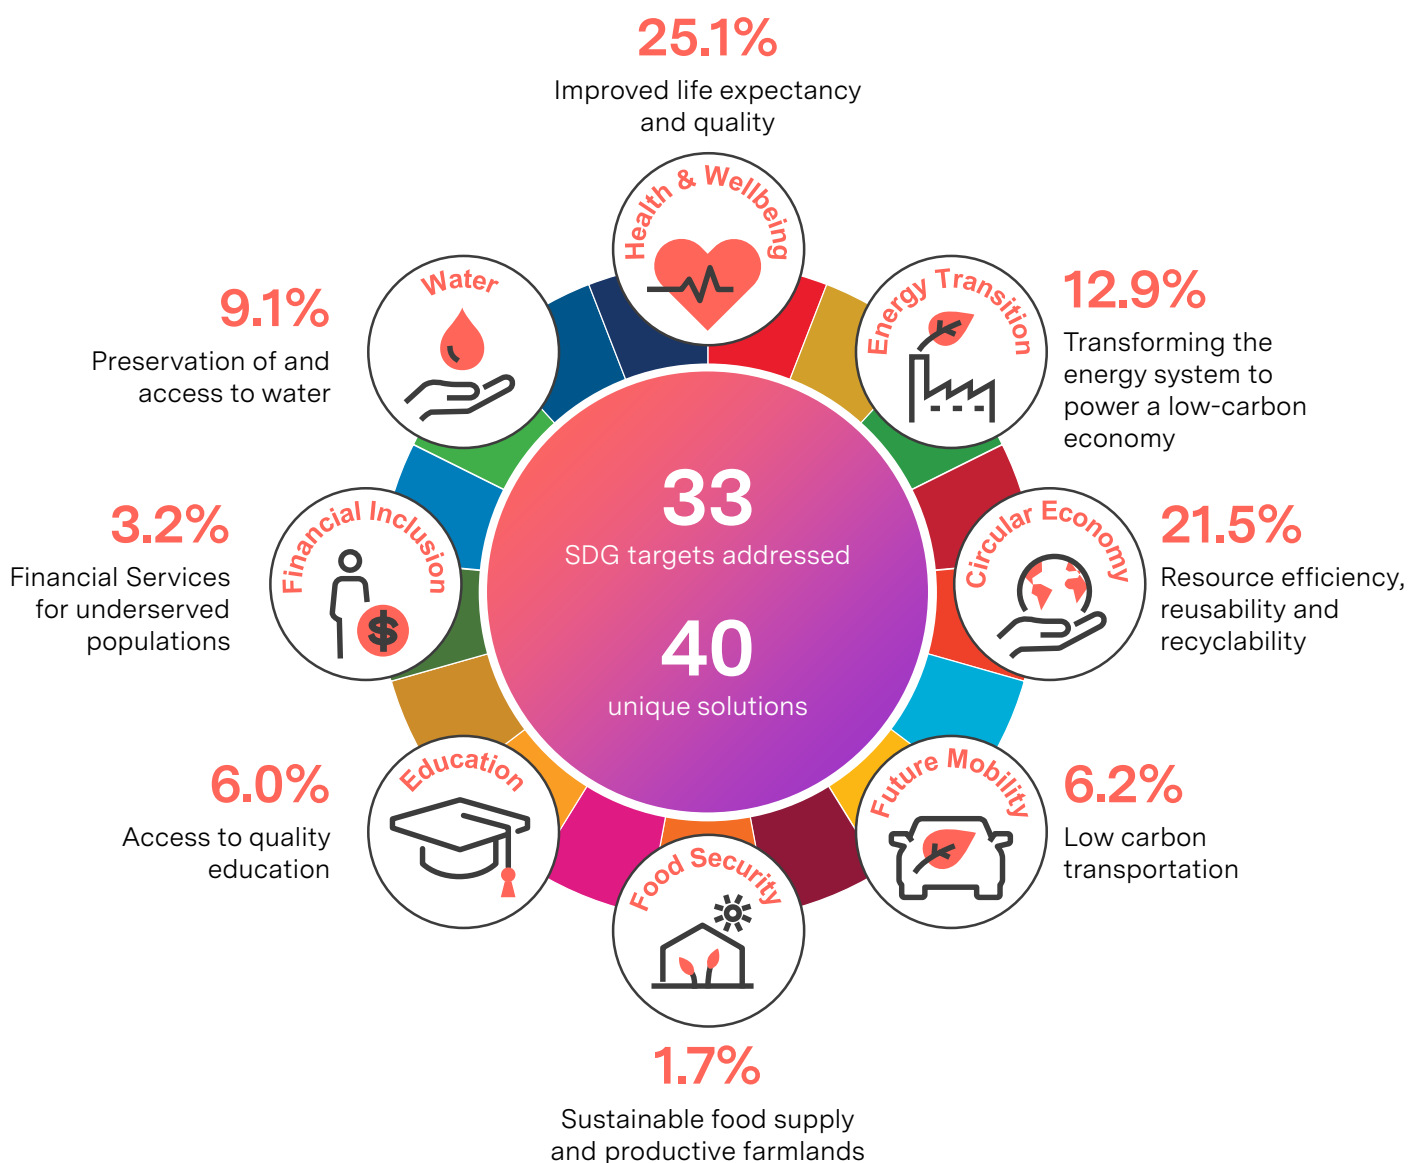 25.1%
Improved life expectancy
and quality
Health & Wellbeing
Energy Transition
12.9%
Transforming the
energy system to
power a low-carbon
economy
Circular Economy
21.5%
Resource efficiency,
reusability and
recyclability
Future Mobility
6.2%
Low carbon
transportation
Food Security
1.7%
Sustainable food supply
and productive farmlands
Education
6.0%
Access to quality
education
Financial Inclusion
$
3.2%
Financial Services
for underserved
populations
Water
9.1%
Preservation of and
access to water
33
SDG targets addressed
40
unique solutions